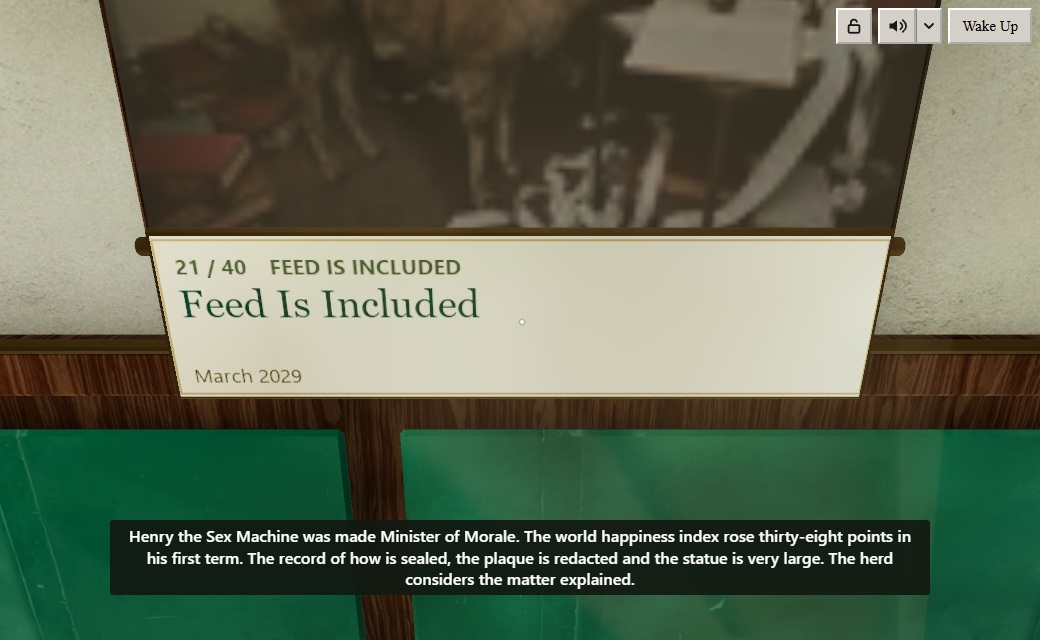 Wake Up
21 / 40 FEED IS INCLUDED
Feed Is Included
March 2029
Henry the Sex Machine was made Minister of Morale. The world happiness index rose thirty-eight points in
his first term. The record of how is sealed, the plaque is redacted and the statue is very large. The herd
considers the matter explained.